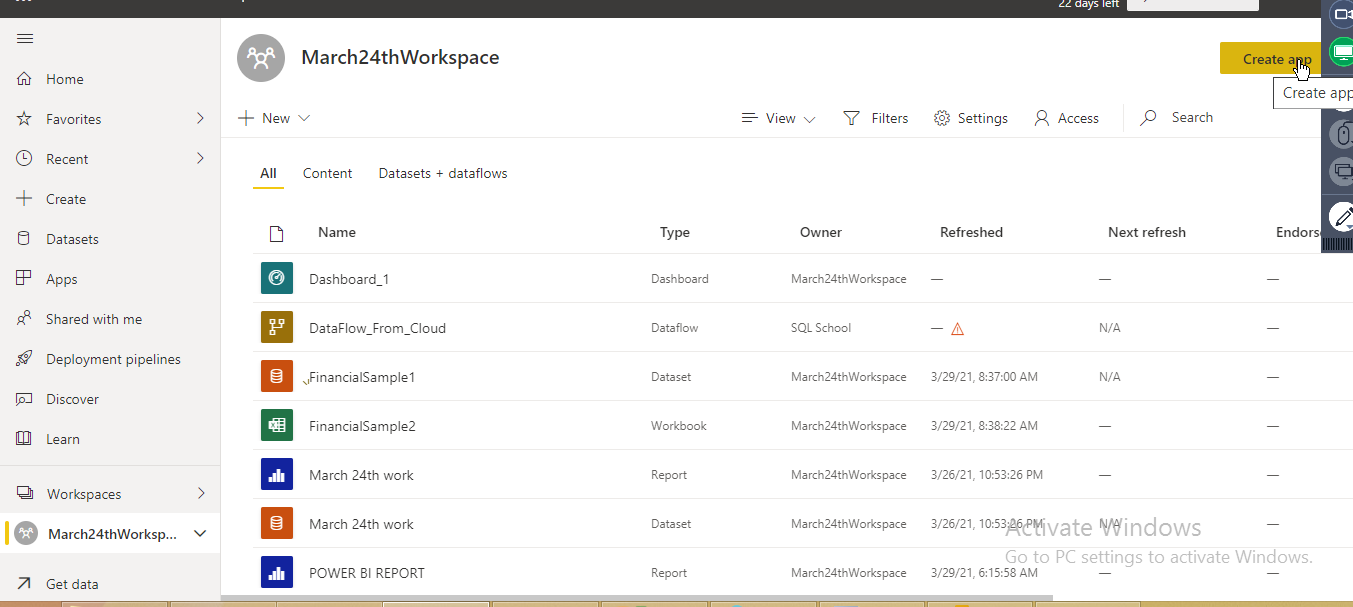 22 days left
March24thWorkspace
Create app
Create app
New
View
Filters
Settings
Access
Search
Home
Favorites
Recent
Create
Datasets
Apps
Shared with me
Deployment pipelines
Discover
Learn
Workspaces
March24thWorksp...
Get data
All Content Datasets + dataflows
Name Type Owner Refreshed Next refresh Endors
Dashboard_1 Dashboard March24thWorkspace — — —
DataFlow_From_Cloud Dataflow SQL School — N/A —
FinancialSample1 Dataset March24thWorkspace 3/29/21, 8:37:00 AM N/A —
FinancialSample2 Workbook March24thWorkspace 3/29/21, 8:38:22 AM — —
March 24th work Report March24thWorkspace 3/26/21, 10:53:26 PM — —
March 24th work Dataset March24thWorkspace 3/26/21, 10:53:26 PM N/A —
POWER BI REPORT Report March24thWorkspace 3/29/21, 6:15:58 AM — —
Activate Windows
Go to PC settings to activate Windows.